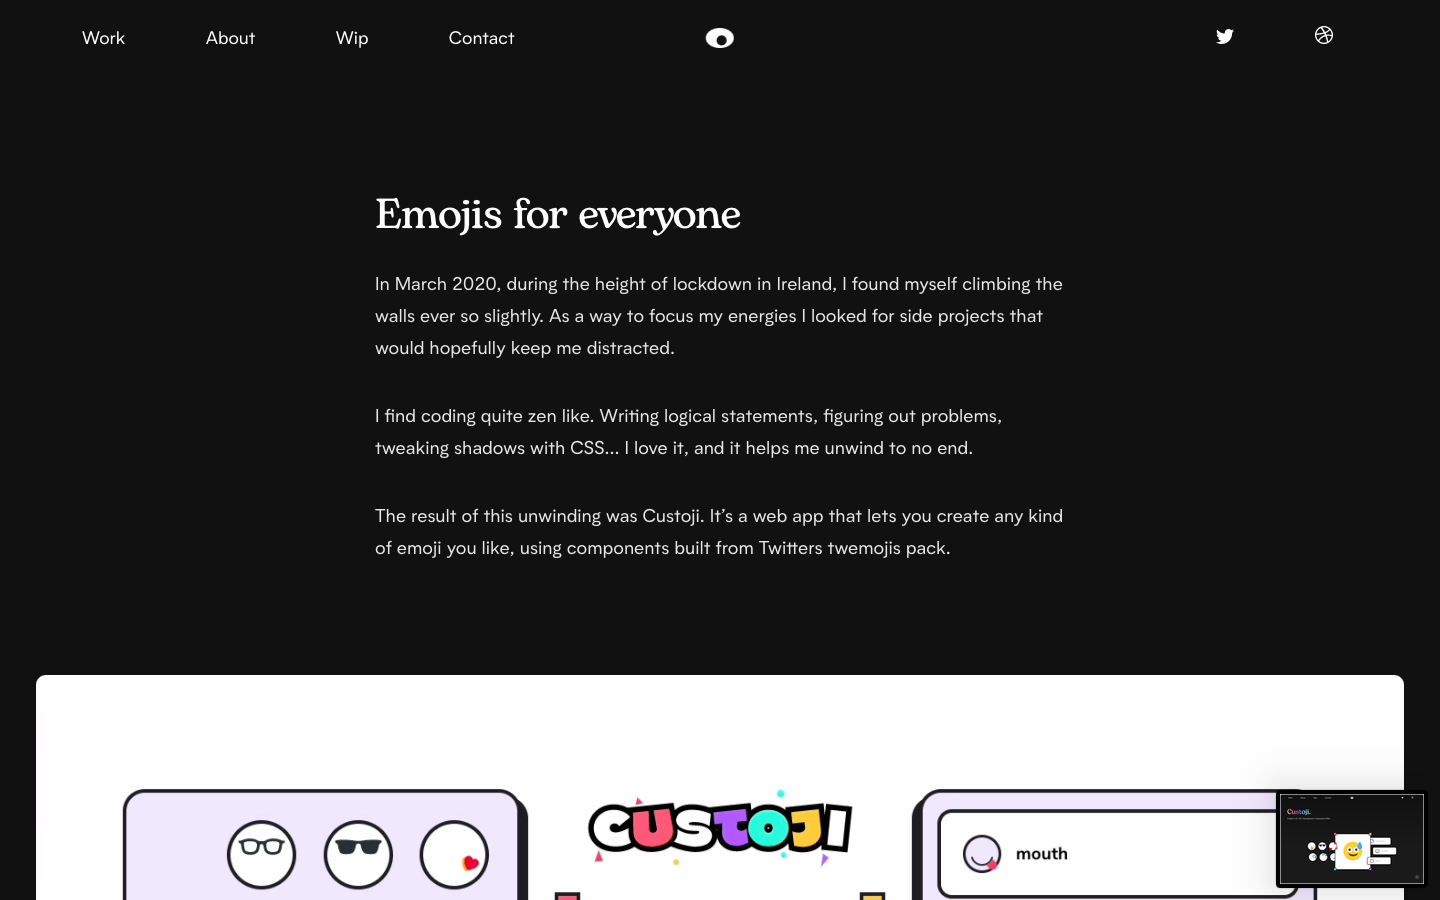 Work
About
Wip
Contact
Emojis for everyone
In March 2020, during the height of lockdown in Ireland, I found myself climbing the
walls ever so slightly. As a way to focus my energies I looked for side projects that
would hopefully keep me distracted.
I find coding quite zen like. Writing logical statements, figuring out problems,
tweaking shadows with CSS... I love it, and it helps me unwind to no end.
The result of this unwinding was Custoji. It’s a web app that lets you create any kind
of emoji you like, using components built from Twitters twemojis pack.
CUSTOJI
mouth
Custoji.